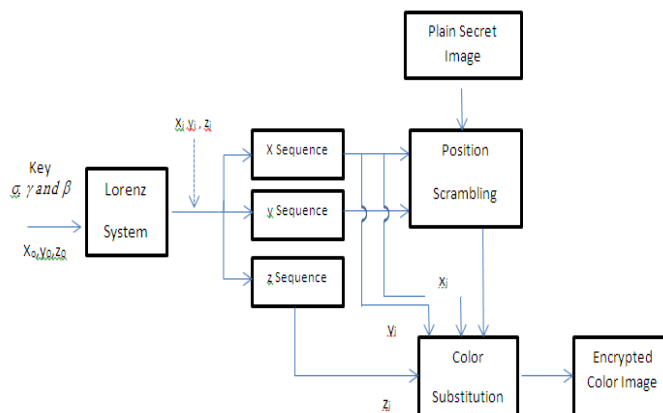 Plain Secret
Image
Xi,yi, zi
Key
σ, γ and β
X Sequence
Position
Scrambling
Lorenz
System
y Sequence
X0,y0,z0
z Sequence
xi
yi
Color
Substitution
Encrypted
Color Image
zi